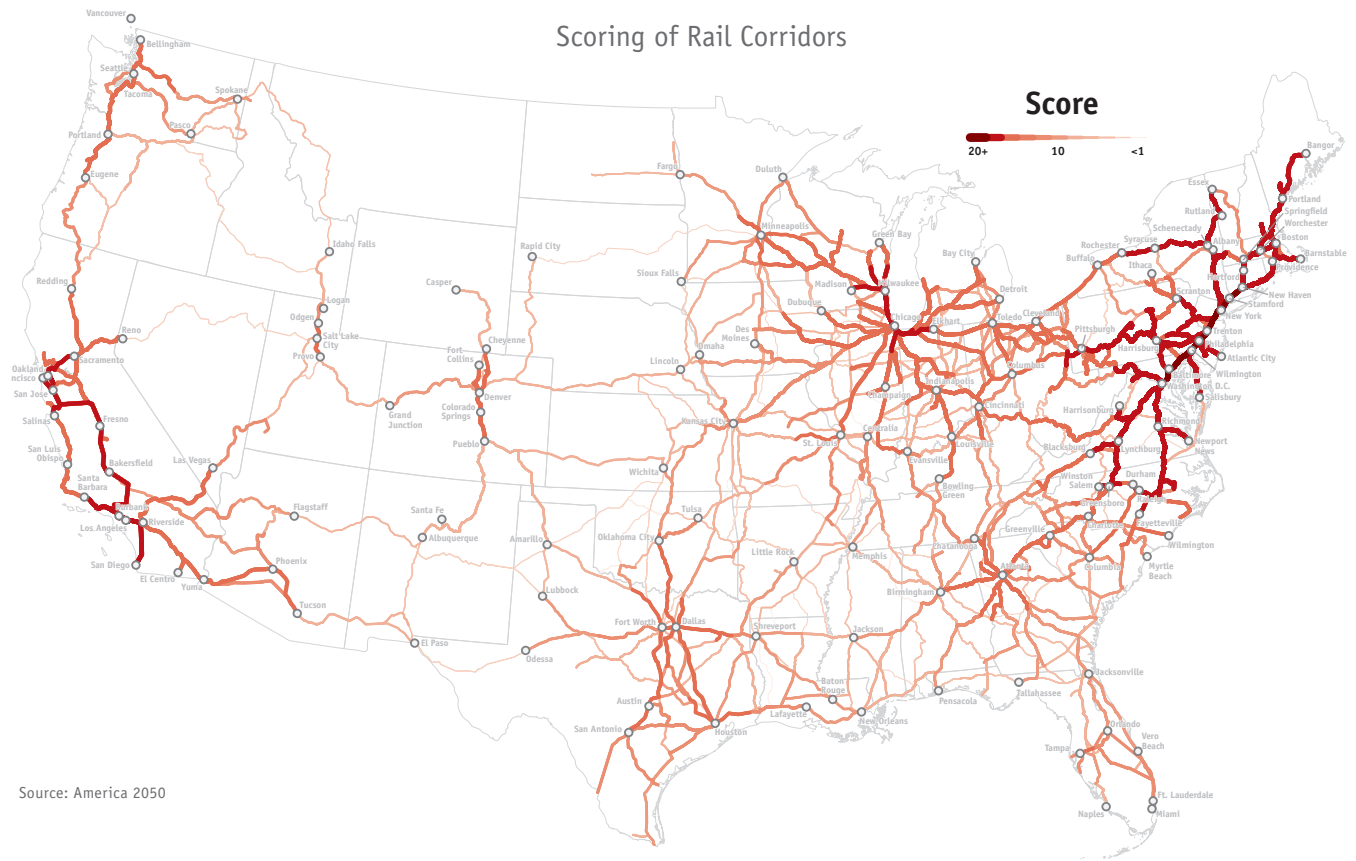 Scoring of Rail Corridors
Score
20+ 10 <1
Vancouver
Bellingham
Seattle
Tacoma
Spokane
Pasco
Portland
Eugene
Redding
Reno
Sacramento
Oakland
ncisco
San Jose
Salinas
Fresno
San Luis
Obispo
Bakersfield
Santa
Barbara
Burbank
Los Angeles
Riverside
San Diego
El Centro
Yuma
Las Vegas
Flagstaff
Phoenix
Tucson
Idaho Falls
Logan
Odgen
Salt Lake
City
Provo
Grand
Junction
Casper
Cheyenne
Fort
Collins
Denver
Colorado
Springs
Pueblo
Santa Fe
Albuquerque
El Paso
Rapid City
Fargo
Duluth
Minneapolis
Sioux Falls
Omaha
Lincoln
Des
Moines
Kansas City
Wichita
Tulsa
Oklahoma City
Amarillo
Lubbock
Odessa
Fort Worth
Dallas
Austin
San Antonio
Houston
Shreveport
Little Rock
Memphis
Jackson
Baton
Rouge
Lafayette
New Orleans
Green Bay
Madison
Milwaukee
Dubuque
Chicago
Elkhart
Champaign
Centralia
St. Louis
Evansville
Indianapolis
Louisville
Bowling
Green
Cincinnati
Columbus
Bay City
Detroit
Toledo
Cleveland
Pittsburgh
Buffalo
Rochester
Syracuse
Ithaca
Schenectady
Albany
Essex
Rutland
Bangor
Portland
Springfield
Worchester
Boston
Barnstable
Providence
Hartford
New Haven
Stamford
New York
Scranton
Trenton
Philadelphia
Atlantic City
Wilmington
Harrisburg
Baltimore
Washington D.C.
Salisbury
Harrisonburg
Richmond
Newport
News
Lynchburg
Blacksburg
Winston
Salem
Durham
Raleigh
Greensboro
Charlotte
Fayetteville
Wilmington
Greenville
Columbia
Myrtle
Beach
Chatanooga
Atlanta
Birmingham
Pensacola
Tallahassee
Jacksonville
Orlando
Tampa
Vero
Beach
Ft. Lauderdale
Miami
Naples
Source: America 2050